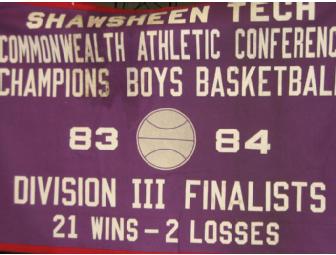 SHAWSHEEN TECH
COMMONWEALTH ATHLETIC CONFERENC
CHAMPIONS BOYS BASKETBALL
83 84
DIVISION III FINALISTS
21 WINS - 2 LOSSES